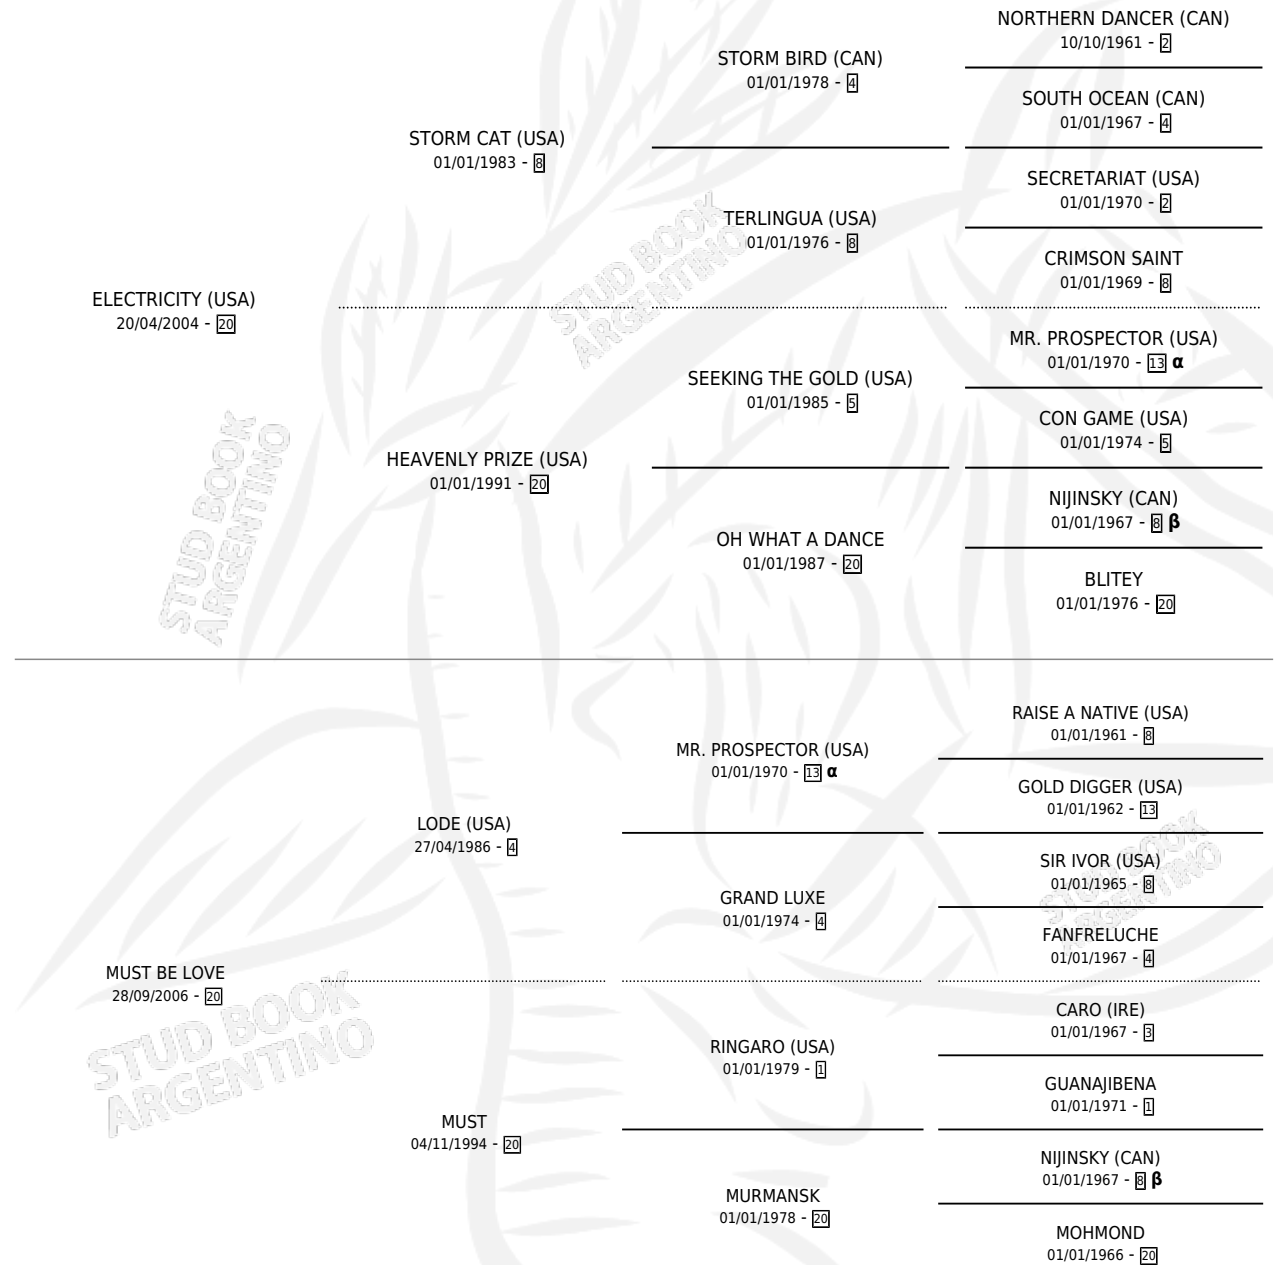 NORTHERN DANCER (CAN)
10/10/1961 - 2
STORM BIRD (CAN)
01/01/1978 - 4
SOUTH OCEAN (CAN)
01/01/1967 - 4
STORM CAT (USA)
01/01/1983 - 8
SECRETARIAT (USA)
01/01/1970 - 2
TERLINGUA (USA)
01/01/1976 - 8
CRIMSON SAINT
01/01/1969 - 8
ELECTRICITY (USA)
20/04/2004 - 20
STUD BOOK
ARGENTINO
MR. PROSPECTOR (USA)
01/01/1970 - 13 α
SEEKING THE GOLD (USA)
01/01/1985 - 5
CON GAME (USA)
01/01/1974 - 5
HEAVENLY PRIZE (USA)
01/01/1991 - 20
NIJINSKY (CAN)
01/01/1967 - 8 β
OH WHAT A DANCE
01/01/1987 - 20
BLITEY
01/01/1976 - 20
STUD BOOK
ARGENTINO
RAISE A NATIVE (USA)
01/01/1961 - 8
MR. PROSPECTOR (USA)
01/01/1970 - 13 α
GOLD DIGGER (USA)
01/01/1962 - 13
LODE (USA)
27/04/1986 - 4
SIR IVOR (USA)
01/01/1965 - 8
GRAND LUXE
01/01/1974 - 4
FANFRELUCHE
01/01/1967 - 4
STUD BOOK
ARGENTINO
MUST BE LOVE
28/09/2006 - 20
STUD BOOK
ARGENTINO
CARO (IRE)
01/01/1967 - 3
RINGARO (USA)
01/01/1979 - 1
GUANAJIBENA
01/01/1971 - 1
MUST
04/11/1994 - 20
NIJINSKY (CAN)
01/01/1967 - 8 β
MURMANSK
01/01/1978 - 20
MOHMOND
01/01/1966 - 20